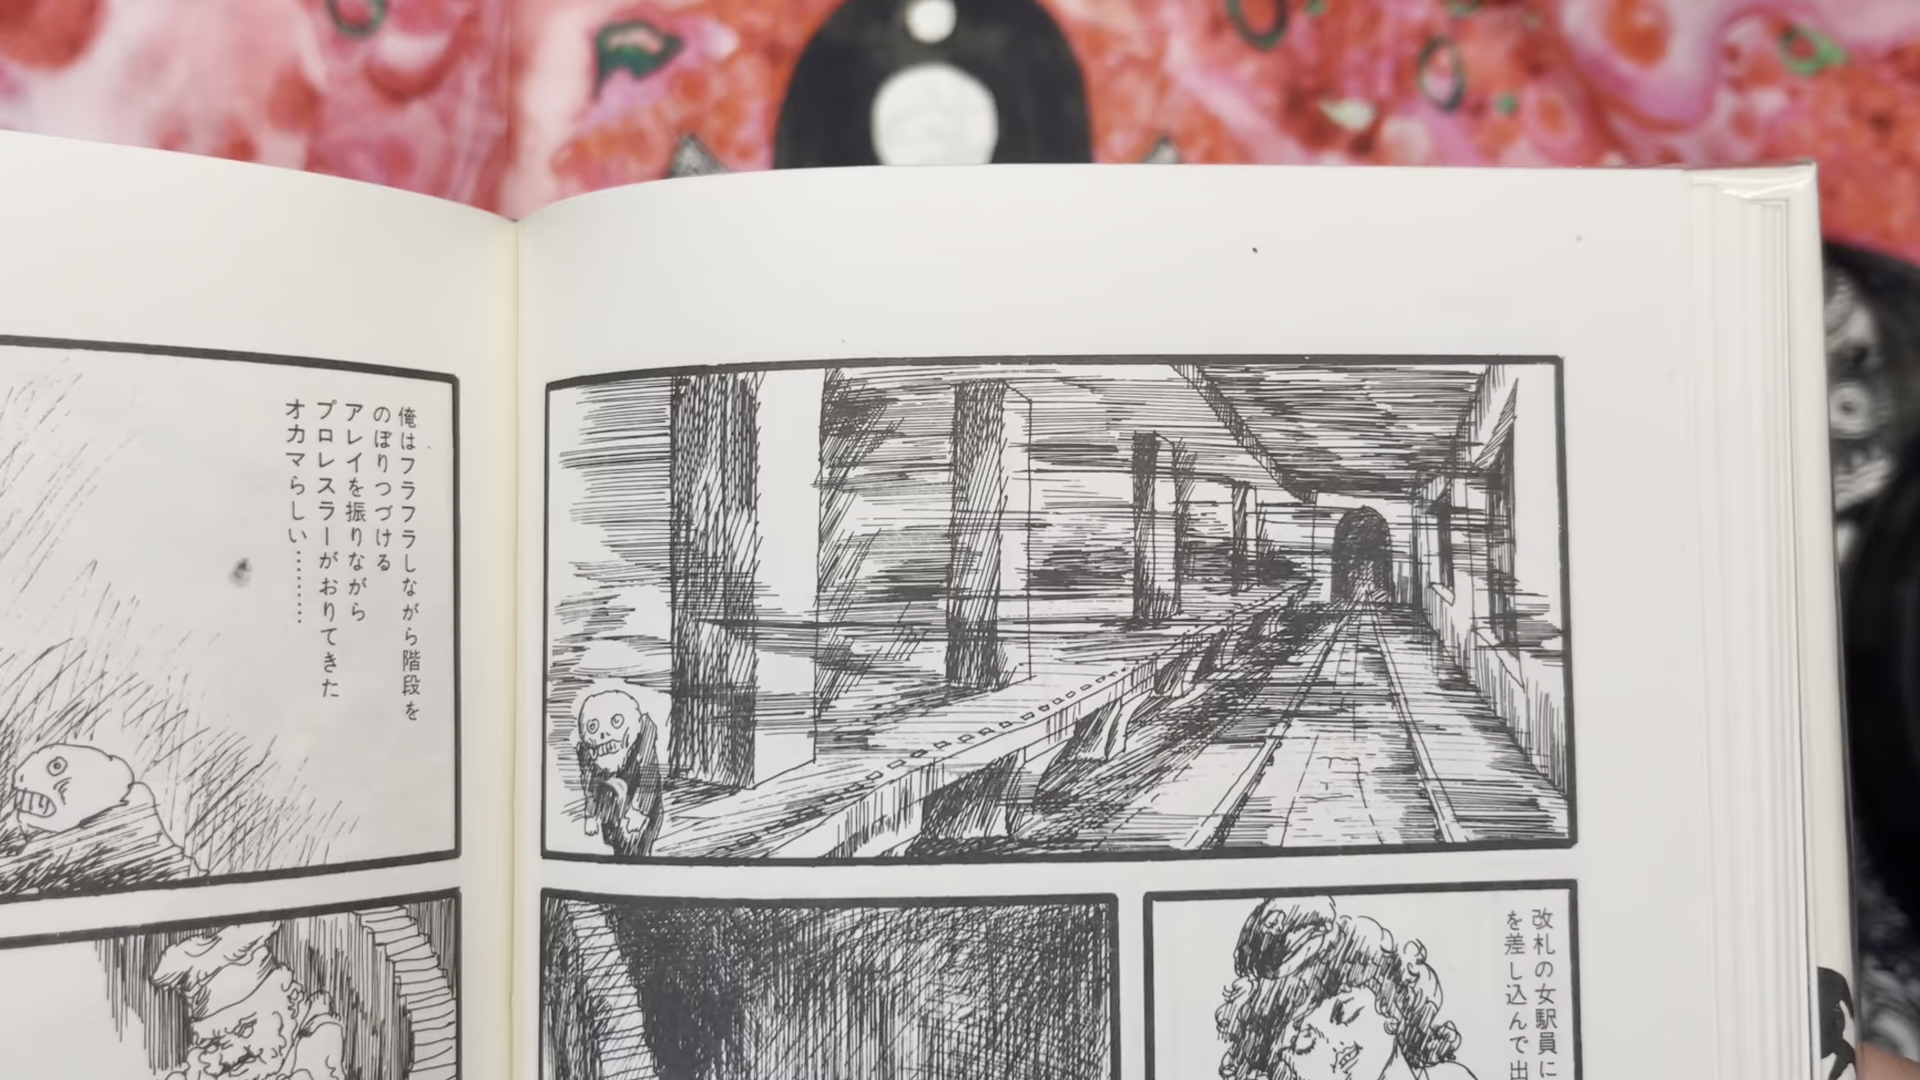 改札の女駅員に
を差し込んで出
俺はフラフラしながら階段を
のぼりつづける
アレイを振りながら
プロレスラーがおりてきた
オカマらしい………